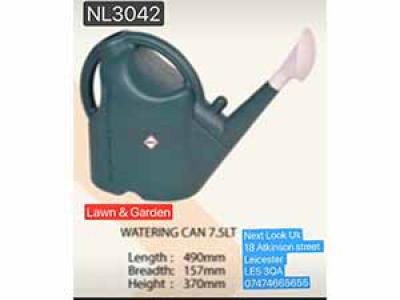 NL3042
Lawn & Garden
WATERING CAN 7.5LT
Length : 490mm
Breadth: 157mm
Height : 370mm
Next Look Uk
18 Atkinson street
Leicester
LE5 3QA
07474665655